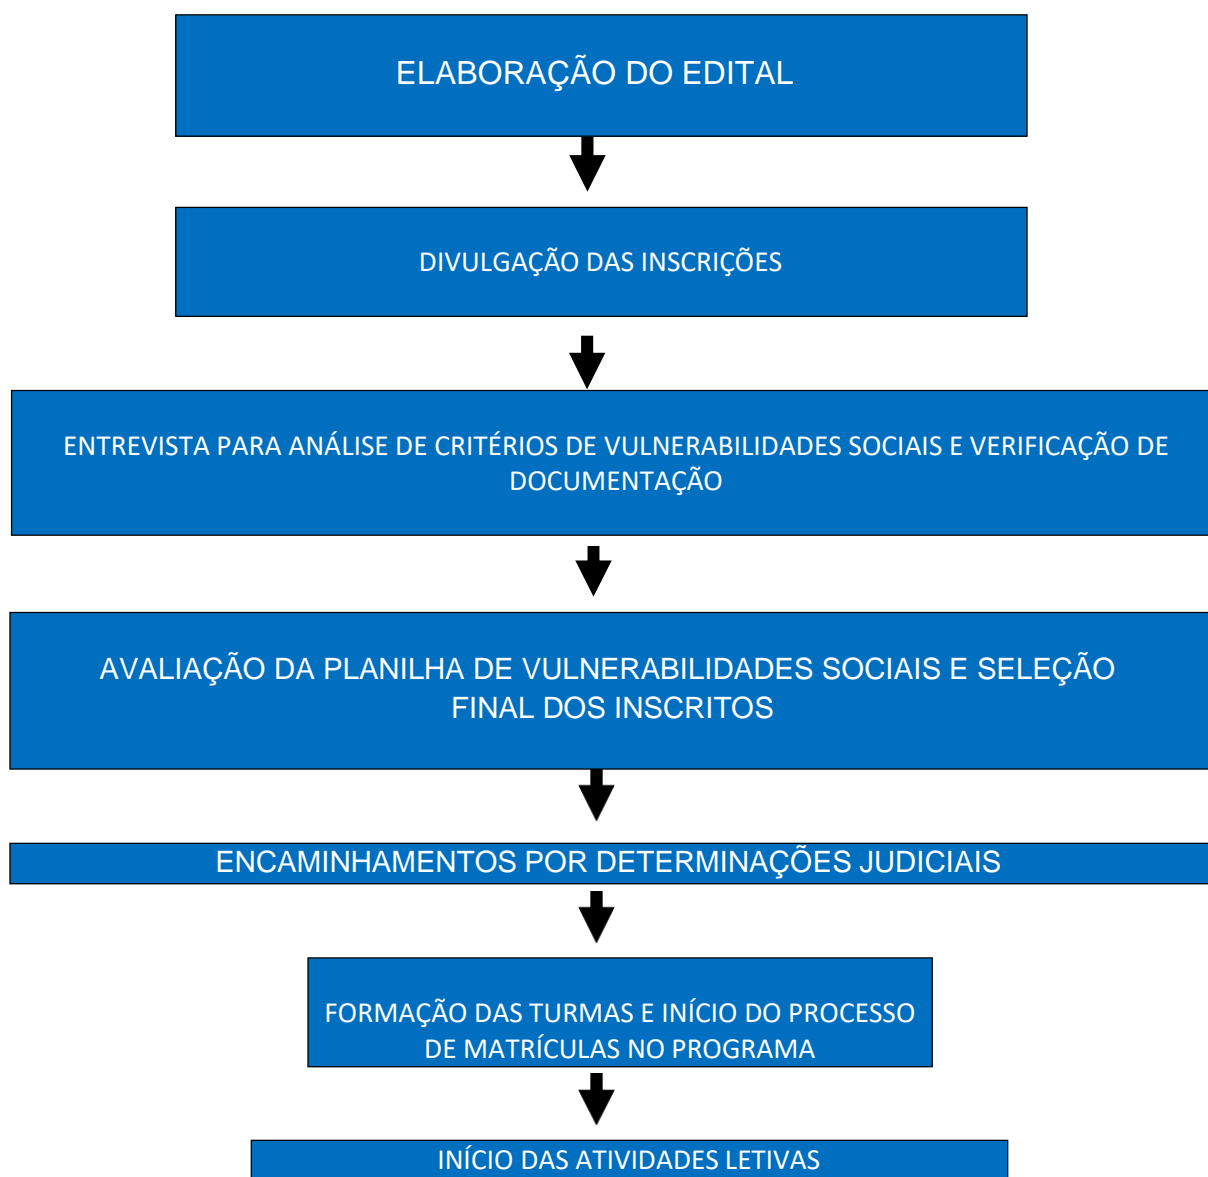 ELABORAÇÃO DO EDITAL
DIVULGAÇÃO DAS INSCRIÇÕES
ENTREVISTA PARA ANÁLISE DE CRITÉRIOS DE VULNERABILIDADES SOCIAIS E VERIFICAÇÃO DE
DOCUMENTAÇÃO
AVALIAÇÃO DA PLANILHA DE VULNERABILIDADES SOCIAIS E SELEÇÃO
FINAL DOS INSCRITOS
ENCAMINHAMENTOS POR DETERMINAÇÕES JUDICIAIS
FORMAÇÃO DAS TURMAS E INÍCIO DO PROCESSO
DE MATRÍCULAS NO PROGRAMA
INÍCIO DAS ATIVIDADES LETIVAS